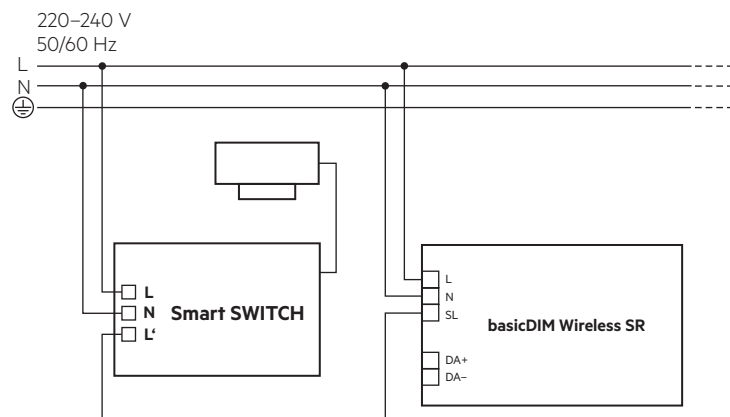 220–240 V
50/60 Hz
L
N
L
N
L‘
Smart SWITCH
L
N
SL
basicDIM Wireless SR
DA+
DA−